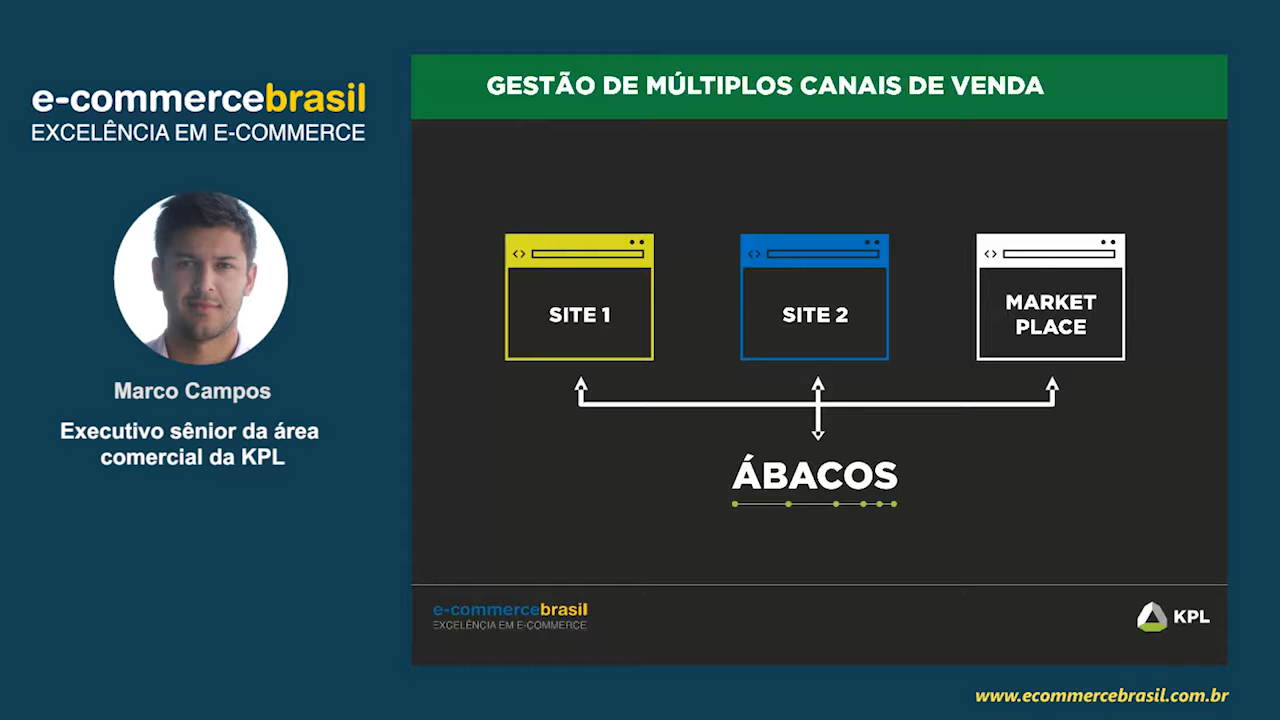 e-commercebrasil
EXCELÊNCIA EM E-COMMERCE
Marco Campos
Executivo sênior da área
comercial da KPL
GESTÃO DE MÚLTIPLOS CANAIS DE VENDA
SITE 1
SITE 2
MARKET
PLACE
ÁBACOS
e-commercebrasil
EXCELÊNCIA EM E-COMMERCE
KPL
www.ecommercebrasil.com.br